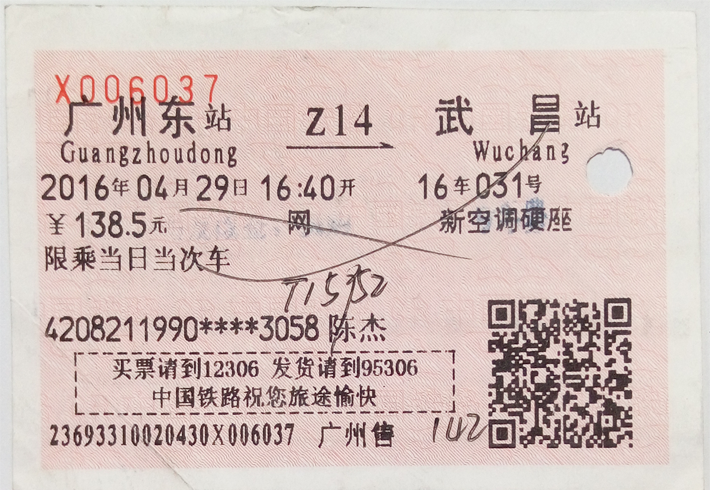 X006037
广州东站 Z14 武昌站
Guangzhoudong Wuchang
2016年04月29日 16:40开 16车031号
￥138.5元 网 新空调硬座
限乘当日当次车
4208211990****3058 陈杰
买票请到12306 发货请到95306
中国铁路祝您旅途愉快
23693310020430X006037 广州售 142